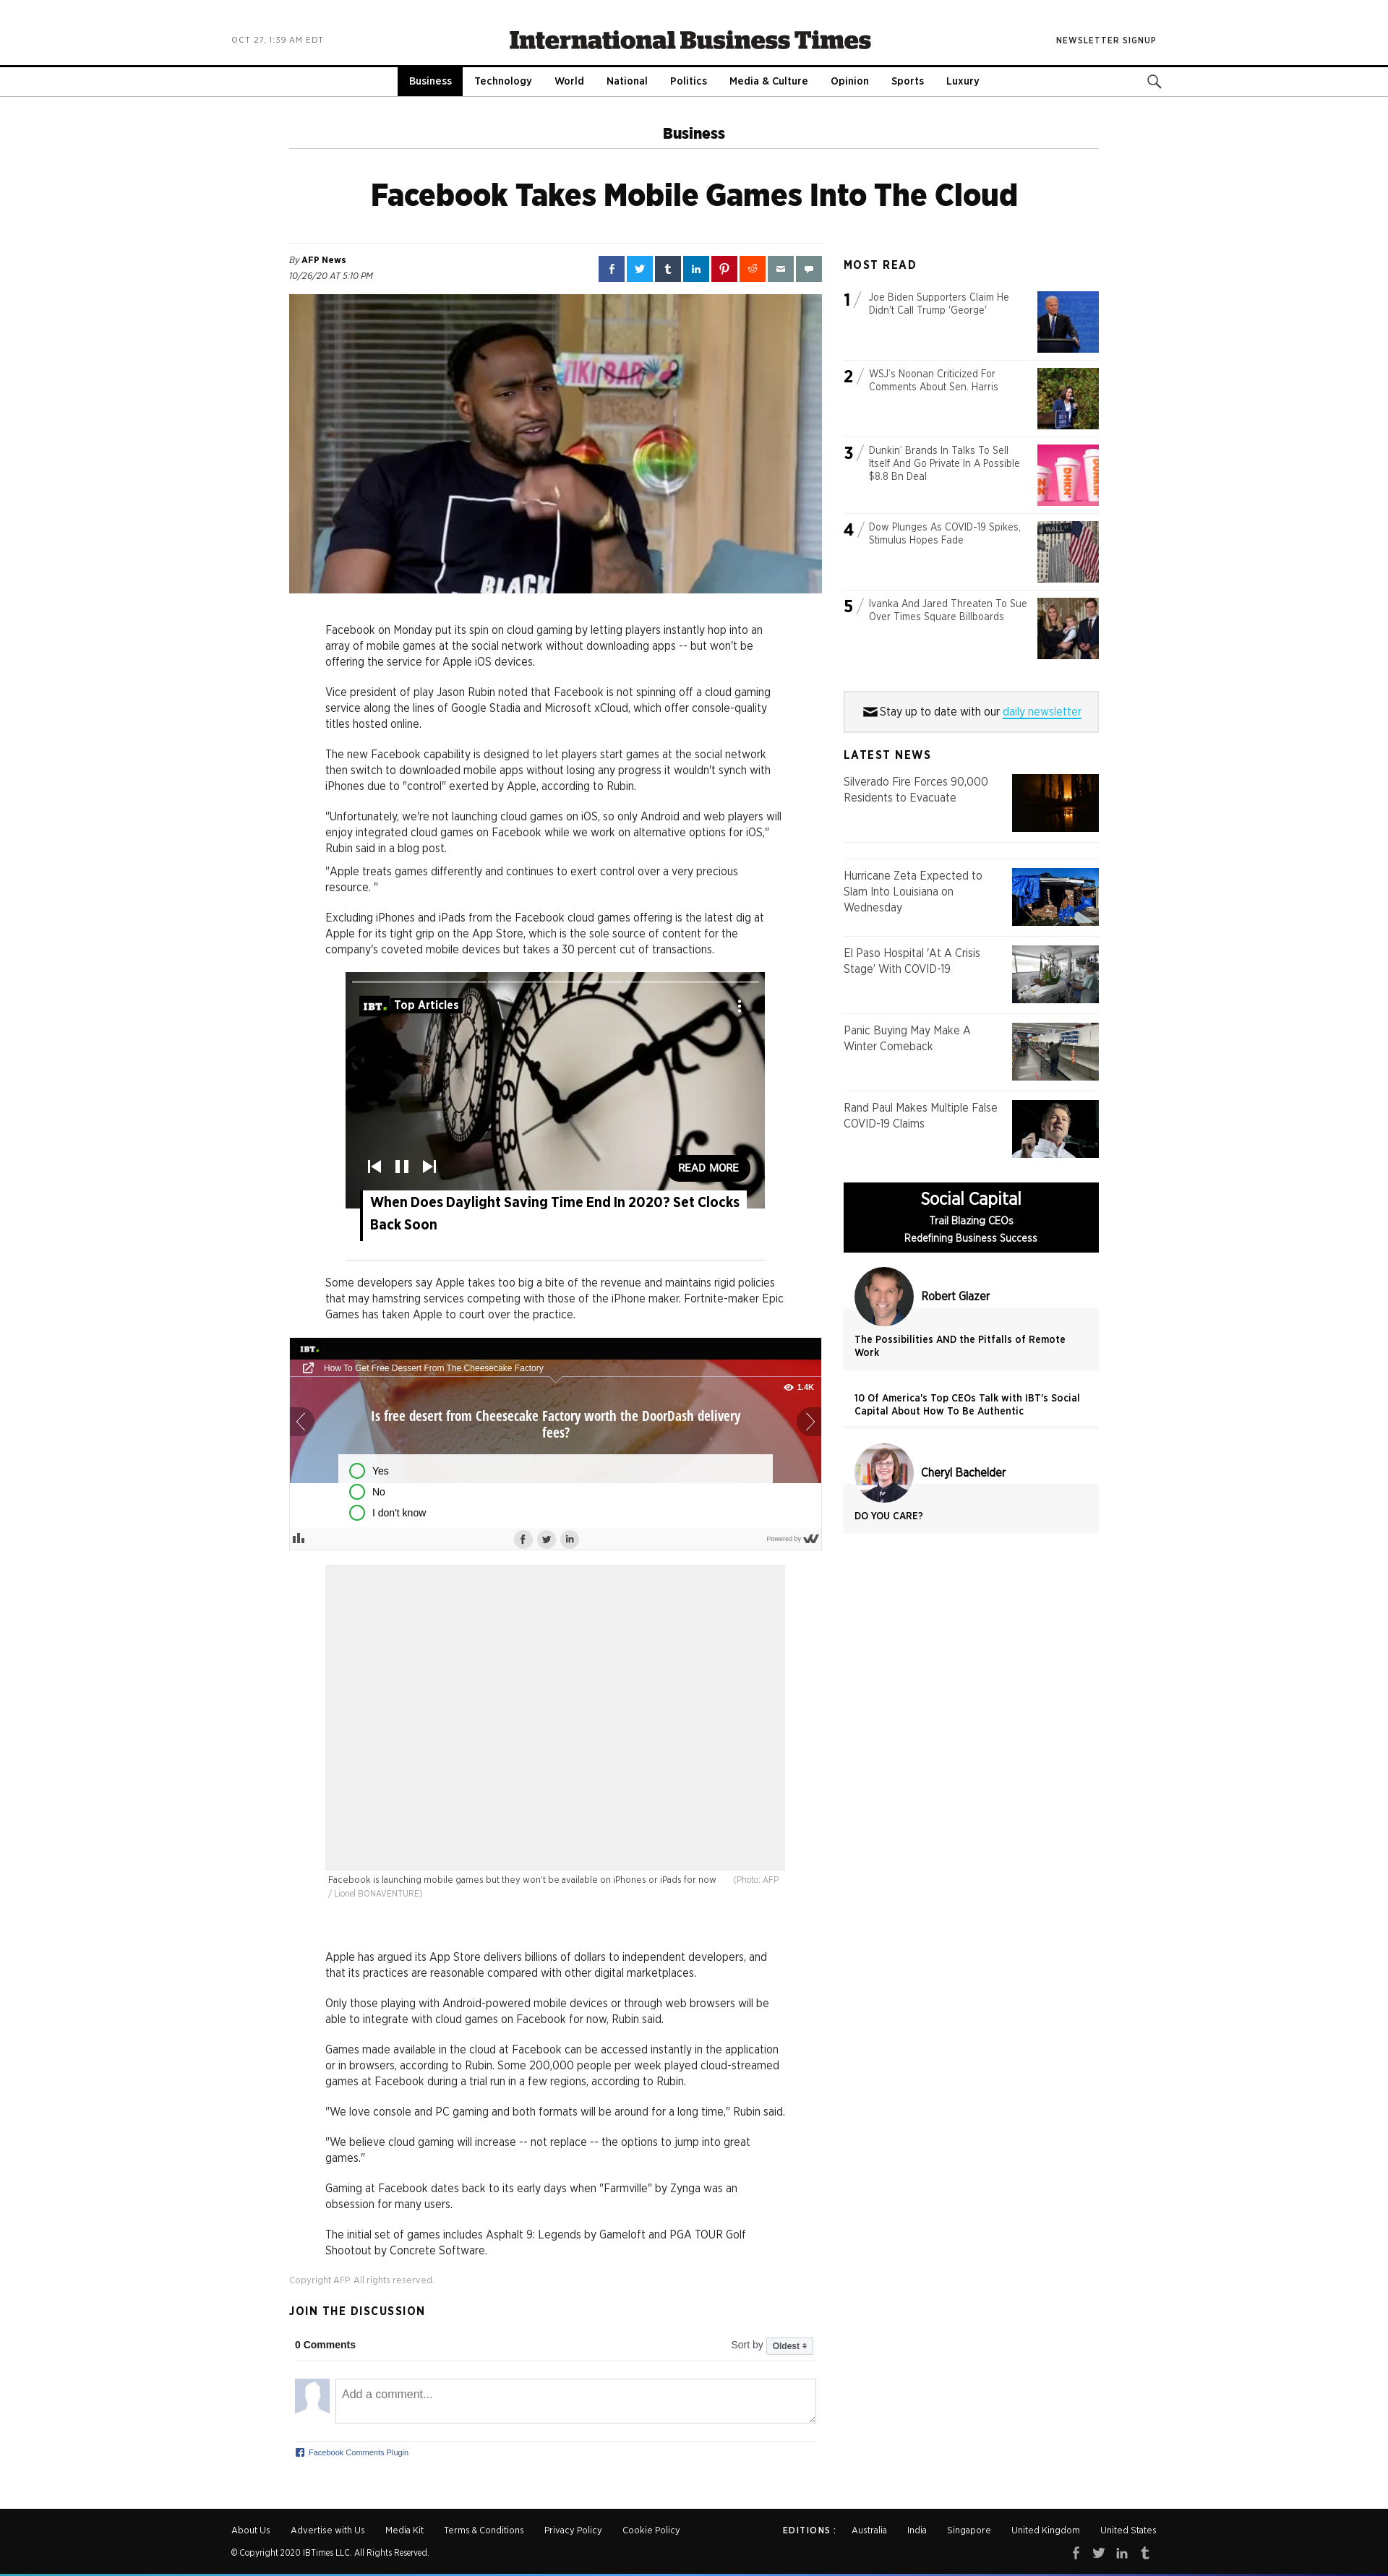 OCT 27, 1:39 AM EDT
International Business Times
NEWSLETTER SIGNUP
Business
Technology
World
National
Politics
Media & Culture
Opinion
Sports
Luxury
Business
Facebook Takes Mobile Games Into The Cloud
By AFP News
10/26/20 AT 5:10 PM
TIKI BAR
BLACK
Facebook on Monday put its spin on cloud gaming by letting players instantly hop into an
array of mobile games at the social network without downloading apps -- but won't be
offering the service for Apple iOS devices.
Vice president of play Jason Rubin noted that Facebook is not spinning off a cloud gaming
service along the lines of Google Stadia and Microsoft xCloud, which offer console-quality
titles hosted online.
The new Facebook capability is designed to let players start games at the social network
then switch to downloaded mobile apps without losing any progress it wouldn't synch with
iPhones due to "control" exerted by Apple, according to Rubin.
"Unfortunately, we're not launching cloud games on iOS, so only Android and web players will
enjoy integrated cloud games on Facebook while we work on alternative options for iOS,"
Rubin said in a blog post.
"Apple treats games differently and continues to exert control over a very precious
resource. "
Excluding iPhones and iPads from the Facebook cloud games offering is the latest dig at
Apple for its tight grip on the App Store, which is the sole source of content for the
company's coveted mobile devices but takes a 30 percent cut of transactions.
IBT.
Top Articles
READ MORE
When Does Daylight Saving Time End In 2020? Set Clocks
Back Soon
Some developers say Apple takes too big a bite of the revenue and maintains rigid policies
that may hamstring services competing with those of the iPhone maker. Fortnite-maker Epic
Games has taken Apple to court over the practice.
IBT.
How To Get Free Dessert From The Cheesecake Factory
1.4K
Is free desert from Cheesecake Factory worth the DoorDash delivery
fees?
Yes
No
I don't know
Powered by
Facebook is launching mobile games but they won't be available on iPhones or iPads for now (Photo: AFP
/ Lionel BONAVENTURE)
Apple has argued its App Store delivers billions of dollars to independent developers, and
that its practices are reasonable compared with other digital marketplaces.
Only those playing with Android-powered mobile devices or through web browsers will be
able to integrate with cloud games on Facebook for now, Rubin said.
Games made available in the cloud at Facebook can be accessed instantly in the application
or in browsers, according to Rubin. Some 200,000 people per week played cloud-streamed
games at Facebook during a trial run in a few regions, according to Rubin.
"We love console and PC gaming and both formats will be around for a long time," Rubin said.
"We believe cloud gaming will increase -- not replace -- the options to jump into great
games."
Gaming at Facebook dates back to its early days when "Farmville" by Zynga was an
obsession for many users.
The initial set of games includes Asphalt 9: Legends by Gameloft and PGA TOUR Golf
Shootout by Concrete Software.
Copyright AFP. All rights reserved.
JOIN THE DISCUSSION
0 Comments
Sort by Oldest
Add a comment...
Facebook Comments Plugin
MOST READ
1 / Joe Biden Supporters Claim He
Didn't Call Trump 'George'
2 / WSJ's Noonan Criticized For
Comments About Sen. Harris
3 / Dunkin' Brands In Talks To Sell
Itself And Go Private In A Possible
$8.8 Bn Deal
DNKN'
4 / Dow Plunges As COVID-19 Spikes,
Stimulus Hopes Fade
WALL
5 / Ivanka And Jared Threaten To Sue
Over Times Square Billboards
Stay up to date with our daily newsletter
LATEST NEWS
Silverado Fire Forces 90,000
Residents to Evacuate
Hurricane Zeta Expected to
Slam Into Louisiana on
Wednesday
El Paso Hospital 'At A Crisis
Stage' With COVID-19
Panic Buying May Make A
Winter Comeback
Rand Paul Makes Multiple False
COVID-19 Claims
Social Capital
Trail Blazing CEOs
Redefining Business Success
Robert Glazer
The Possibilities AND the Pitfalls of Remote
Work
10 Of America's Top CEOs Talk with IBT's Social
Capital About How To Be Authentic
Cheryl Bachelder
DO YOU CARE?
About Us
Advertise with Us
Media Kit
Terms & Conditions
Privacy Policy
Cookie Policy
EDITIONS :
Australia
India
Singapore
United Kingdom
United States
© Copyright 2020 IBTimes LLC. All Rights Reserved.